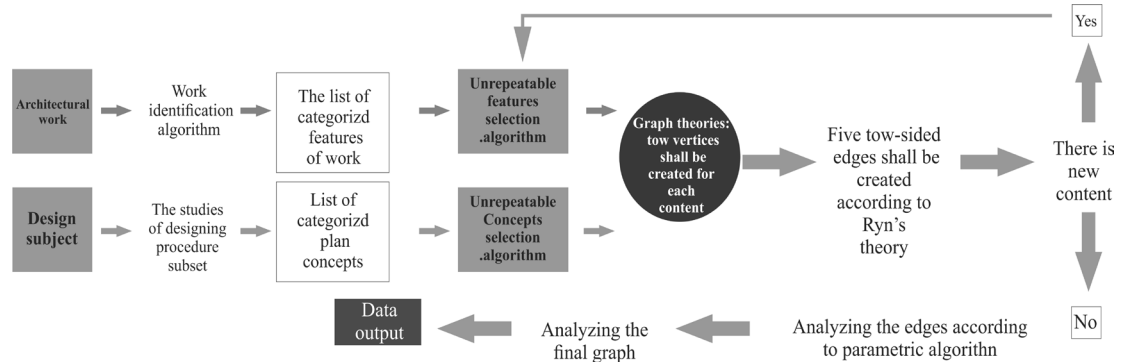 Yes
Architectural
work
Work
identification
algorithm
The list of
categorizd
features
of work
Unrepeatable
features
selection
.algorithm
Graph theories:
tow vertices
shall be
created for
each
content
Five tow-sided
edges shall be
created
according to
Ryn's
theory
There is
new
content
Design
subject
The studies
of designing
procedure
subset
List of
categorizd
plan
concepts
Unrepeatable
Concepts
selection
.algorithm
No
Data
output
Analyzing the
final graph
Analyzing the edges according
to parametric algorithn